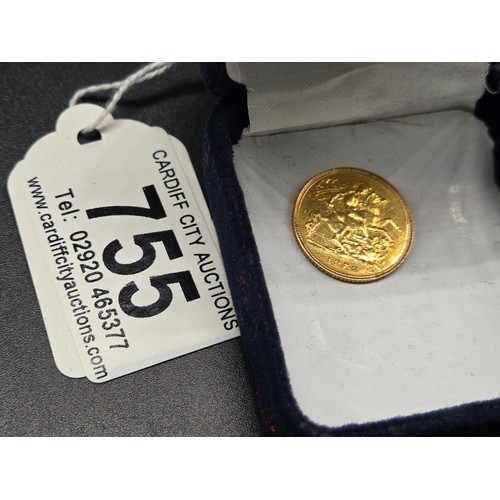 CARDIFF CITY AUCTIONS
755
Tel: 02920 465377
www.cardiffcityauctions.com